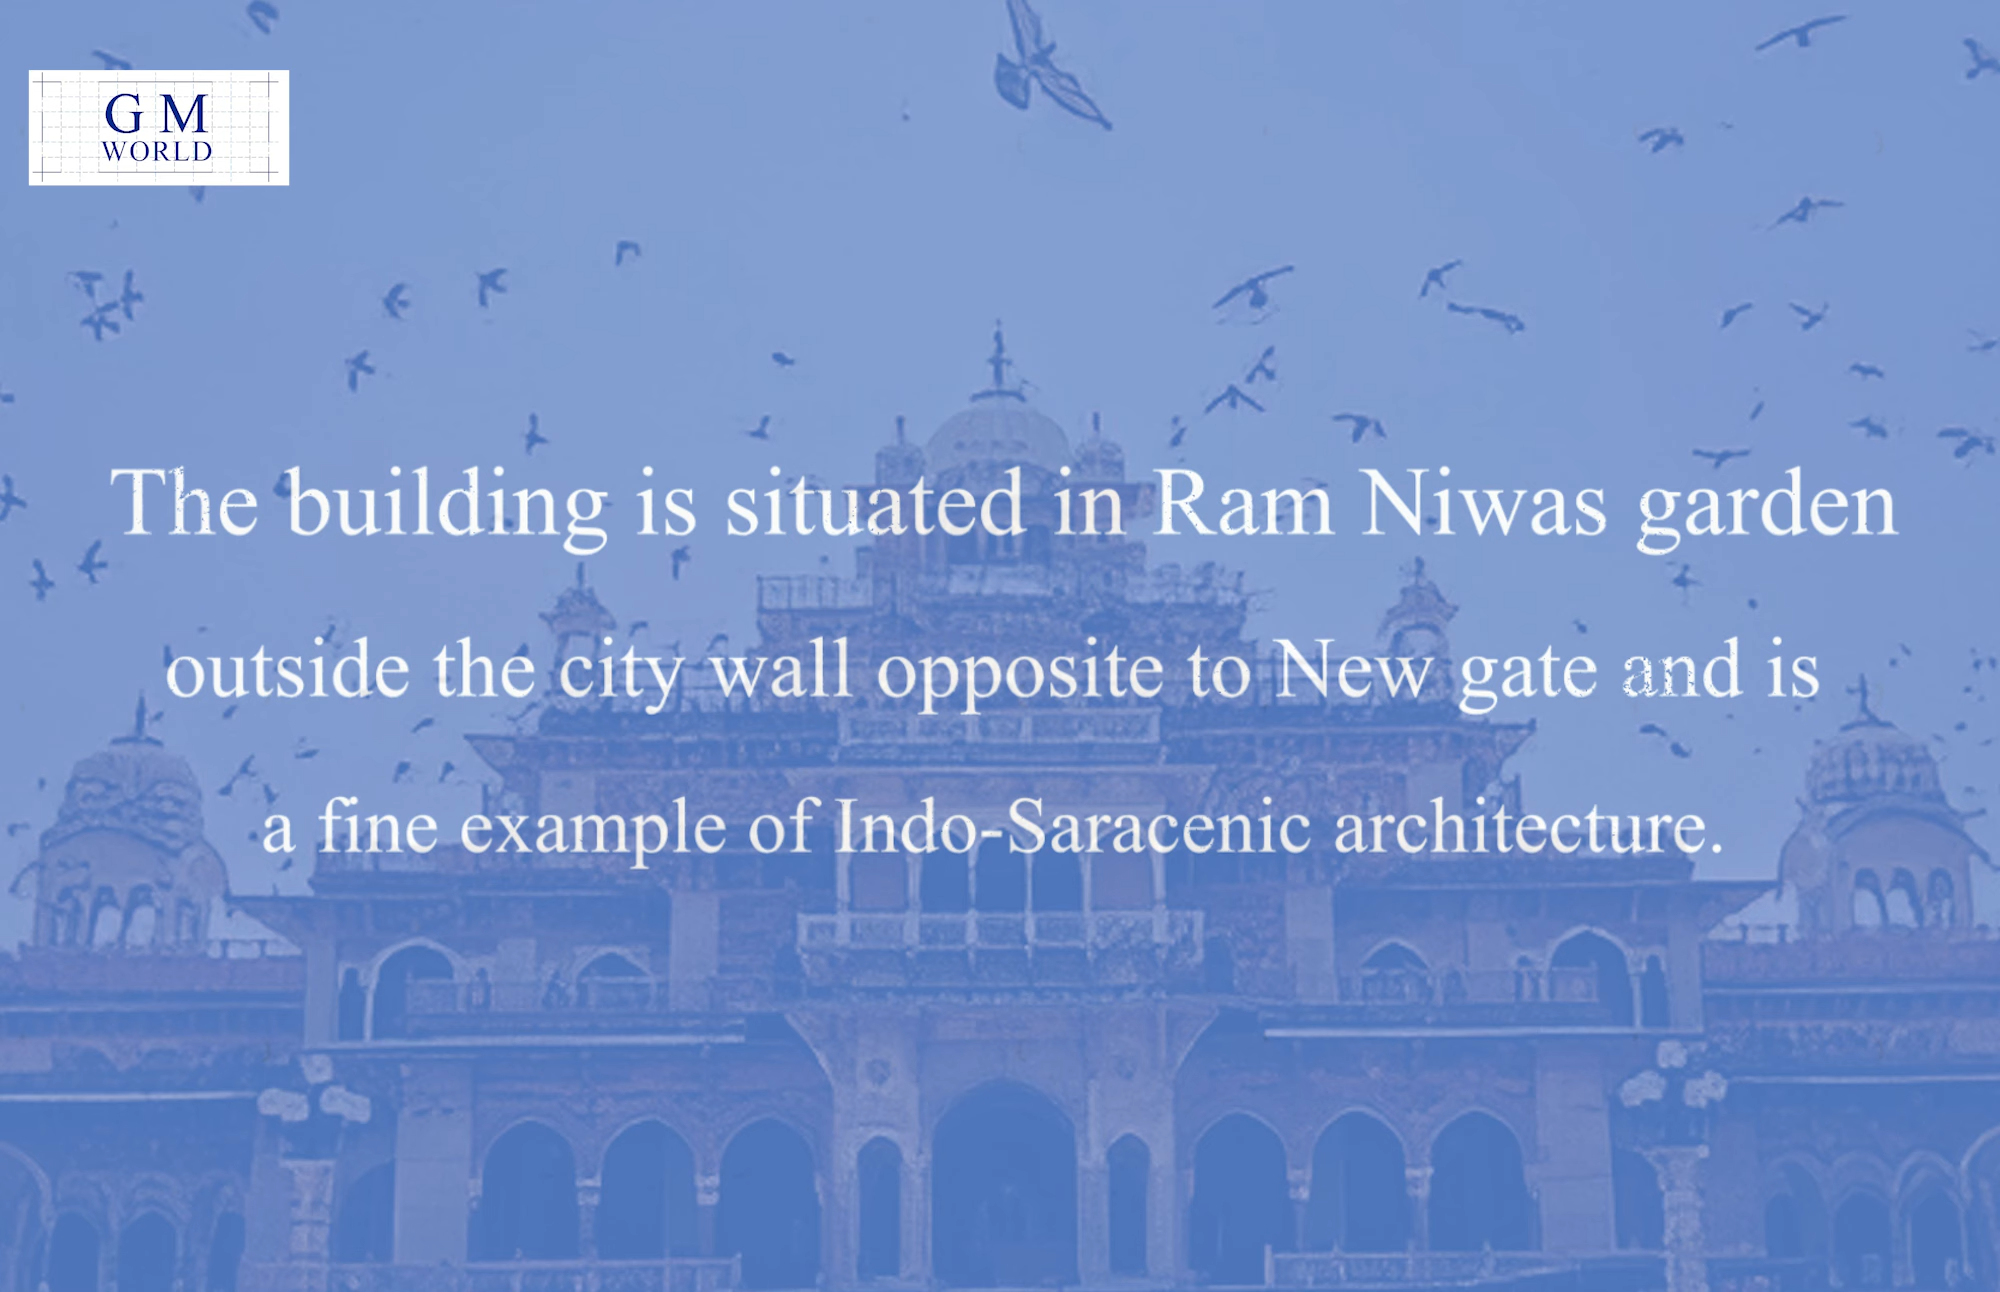 G M
WORLD
The building is situated in Ram Niwas garden
outside the city wall opposite to New gate and is
a fine example of Indo-Saracenic architecture.